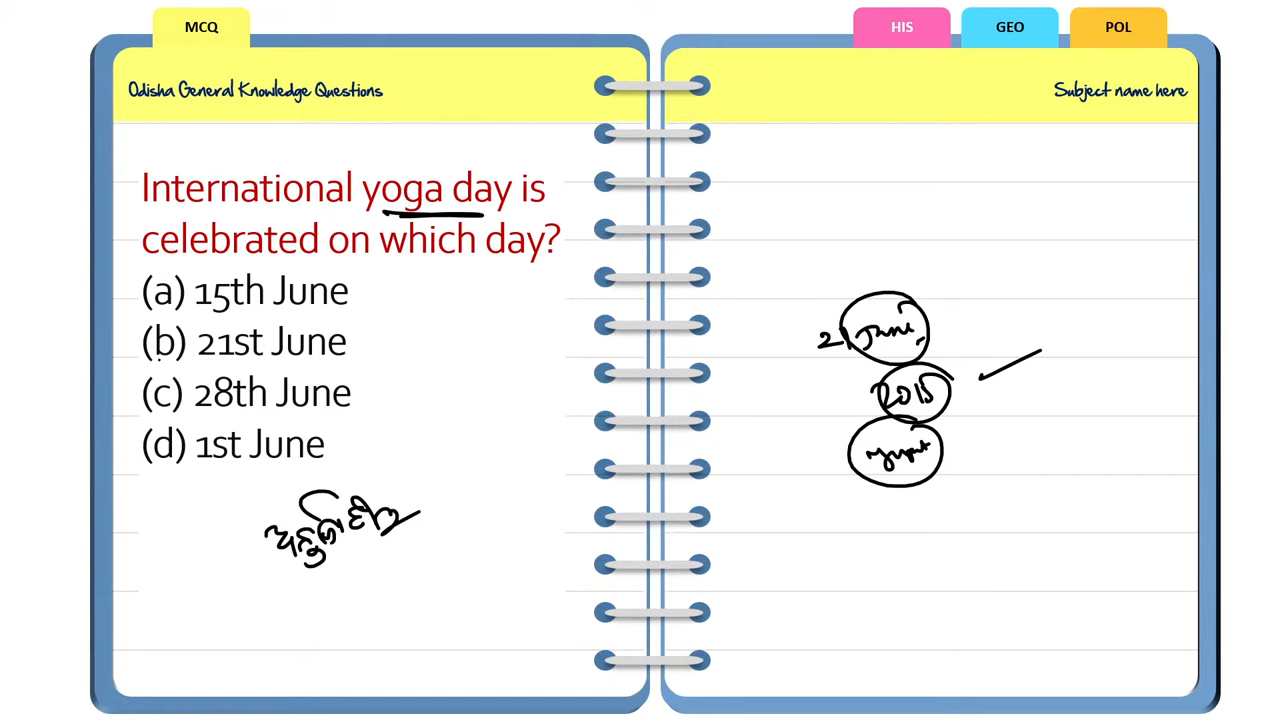 MCQ
HIS GEO POL
Odisha General Knowledge Questions
Subject name here
International yoga day is
celebrated on which day?
(a) 15th June
(b) 21st June
(c) 28th June
(d) 1st June
21 June
2015